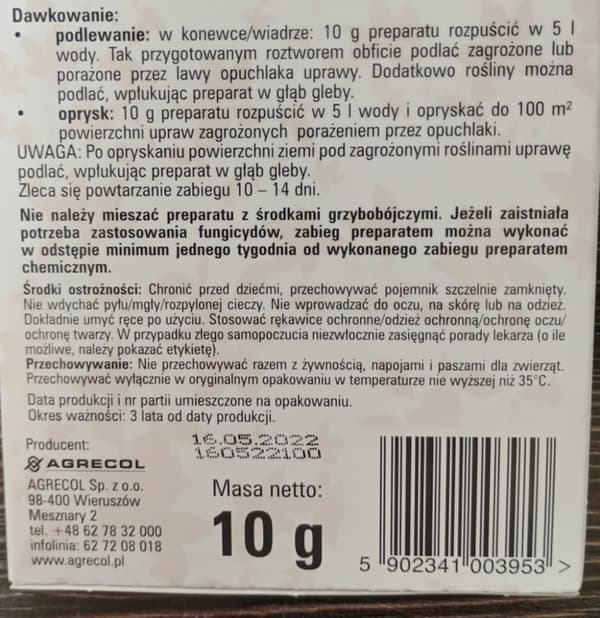 Dawkowanie:
• podlewanie: w konewce/wiadrze: 10 g preparatu rozpuścić w 5 l
wody. Tak przygotowanym roztworem obficie podlać zagrożone lub
porażone przez lawy opuchlaka uprawy. Dodatkowo rośliny można
podlać, wpłukując preparat w głąb gleby.
• oprysk: 10 g preparatu rozpuścić w 5 l wody i opryskać do 100 m²
powierzchni upraw zagrożonych porażeniem przez opuchlaki.
UWAGA: Po opryskaniu powierzchni ziemi pod zagrożonymi roślinami uprawę
podlać, wpłukując preparat w głąb gleby.
Zleca się powtarzanie zabiegu 10 – 14 dni.
Nie należy mieszać preparatu z środkami grzybobójczymi. Jeżeli zaistniała
potrzeba zastosowania fungicydów, zabieg preparatem można wykonać
w odstępie minimum jednego tygodnia od wykonanego zabiegu preparatem
chemicznym.
Środki ostrożności: Chronić przed dziećmi, przechowywać pojemnik szczelnie zamknięty.
Nie wdychać pyłu/mgły/rozpylonej cieczy. Nie wprowadzać do oczu, na skórę lub na odzież.
Dokładnie umyć ręce po użyciu. Stosować rękawice ochronne/odzież ochronną/ochronę oczu/
ochronę twarzy. W przypadku złego samopoczucia niezwłocznie zasięgnąć porady lekarza (o ile
możliwe, należy pokazać etykietę).
Przechowywanie: Nie przechowywać razem z żywnością, napojami i paszami dla zwierząt.
Przechowywać wyłącznie w oryginalnym opakowaniu w temperaturze nie wyższej niż 35°C.
Data produkcji i nr partii umieszczone na opakowaniu.
Okres ważności: 3 lata od daty produkcji.
Producent:
AGRECOL
AGRECOL Sp. z o.o.
98-400 Wieruszów
Mesznary 2
tel. +48 62 78 32 000
infolinia: 62 72 08 018
www.agrecol.pl
16.05.2022
160522100
Masa netto:
10 g
5 902341 003953 >